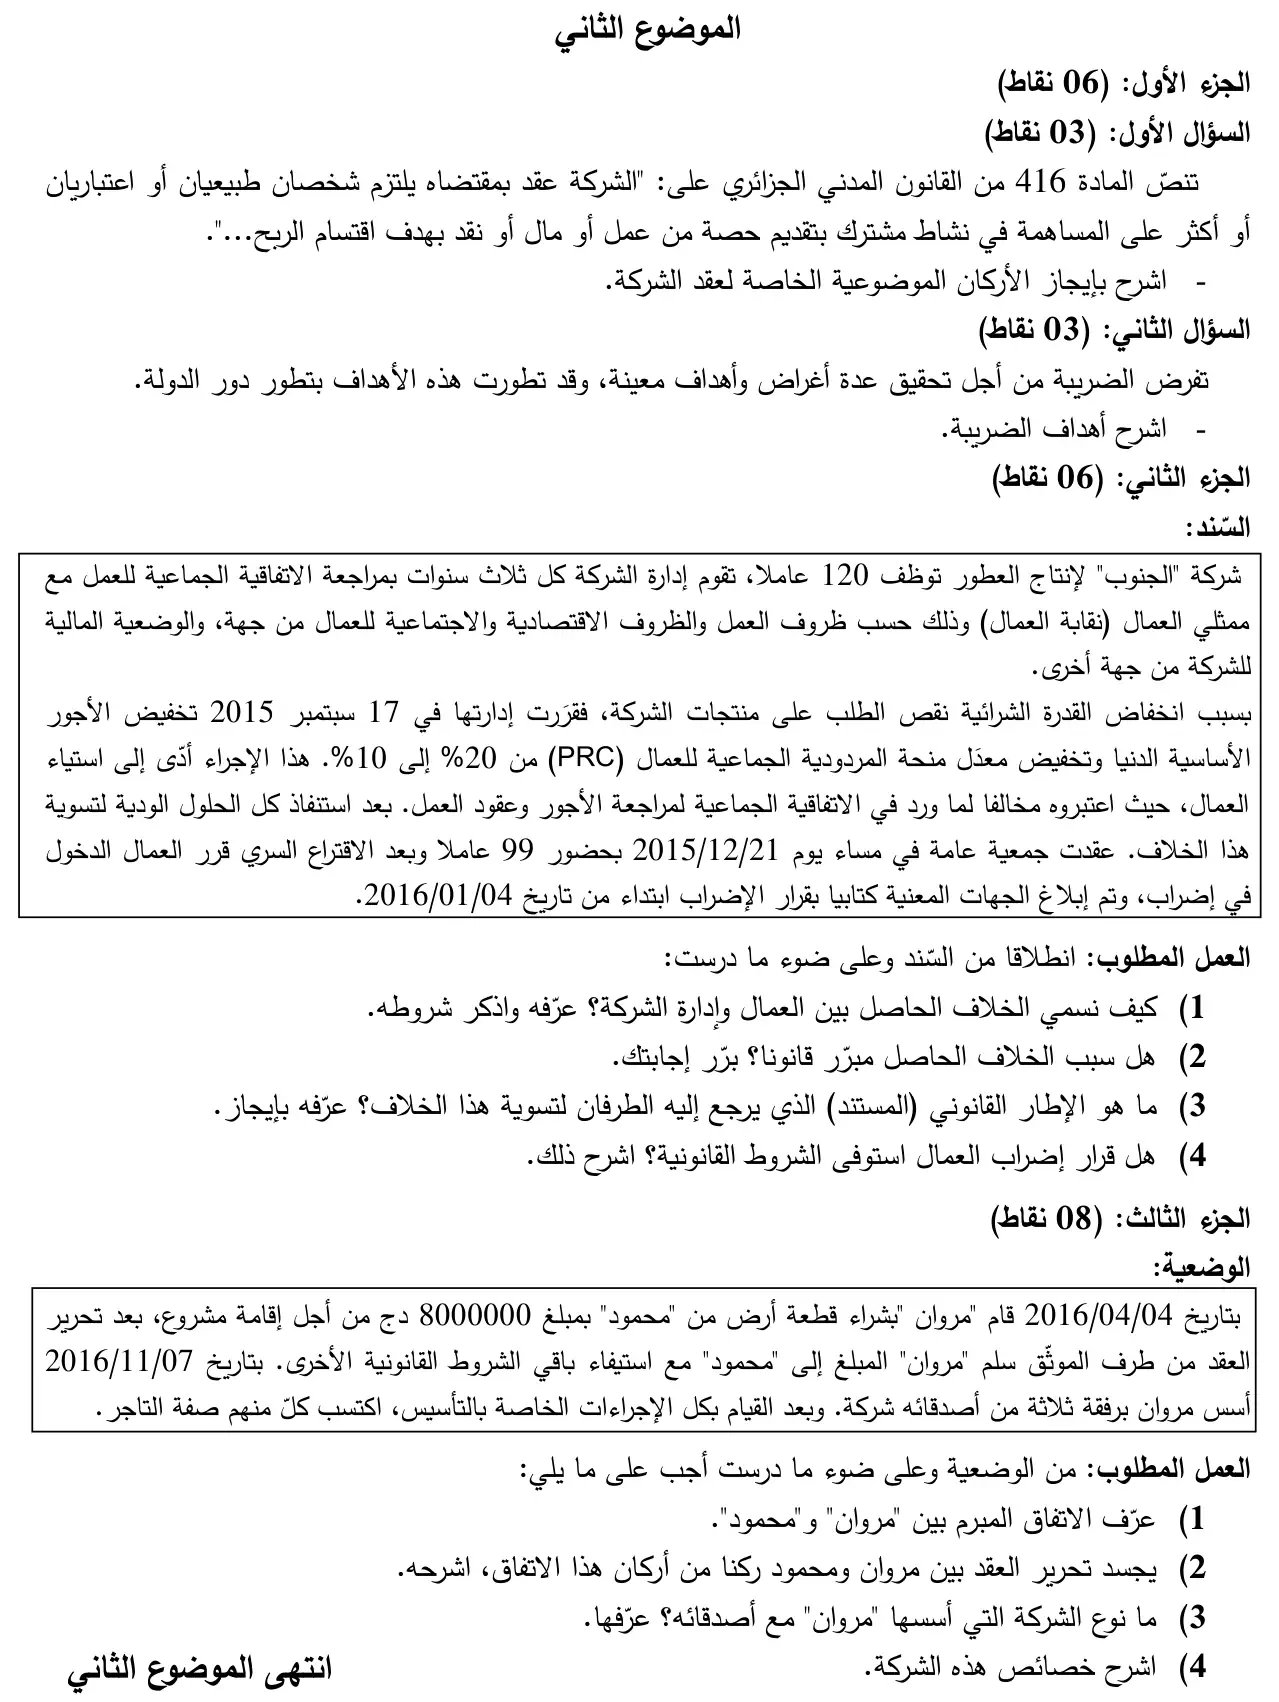 الموضوع الثاني
الجزء الأول: (06 نقاط)
السؤال الأول: (03 نقاط)
تنصّ المادة 416 من القانون المدني الجزائري على: "الشركة عقد بمقتضاه يلتزم شخصان طبيعيان أو اعتباريان
أو أكثر على المساهمة في نشاط مشترك بتقديم حصة من عمل أو مال أو نقد بهدف اقتسام الربح...".
- اشرح بإيجاز الأركان الموضوعية الخاصة لعقد الشركة.
السؤال الثاني: (03 نقاط)
تفرض الضريبة من أجل تحقيق عدة أغراض وأهداف معينة، وقد تطورت هذه الأهداف بتطور دور الدولة.
- اشرح أهداف الضريبة.
الجزء الثاني: (06 نقاط)
السّند:
شركة "الجنوب" لإنتاج العطور توظف 120 عاملا، تقوم إدارة الشركة كل ثلاث سنوات بمراجعة الاتفاقية الجماعية للعمل مع
ممثلي العمال (نقابة العمال) وذلك حسب ظروف العمل والظروف الاقتصادية والاجتماعية للعمال من جهة، والوضعية المالية
للشركة من جهة أخرى.
بسبب انخفاض القدرة الشرائية نقص الطلب على منتجات الشركة، فقرّرت إدارتها في 17 سبتمبر 2015 تخفيض الأجور
الأساسية الدنيا وتخفيض معدّل منحة المردودية الجماعية للعمال (PRC) من 20% إلى 10%. هذا الإجراء أدّى إلى استياء
العمال، حيث اعتبروه مخالفا لما ورد في الاتفاقية الجماعية لمراجعة الأجور وعقود العمل. بعد استنفاذ كل الحلول الودية لتسوية
هذا الخلاف. عقدت جمعية عامة في مساء يوم 2015/12/21 بحضور 99 عاملا وبعد الاقتراع السري قرر العمال الدخول
في إضراب، وتم إبلاغ الجهات المعنية كتابيا بقرار الإضراب ابتداء من تاريخ 2016/01/04.
العمل المطلوب: انطلاقا من السّند وعلى ضوء ما درست:
1) كيف نسمي الخلاف الحاصل بين العمال وإدارة الشركة؟ عرّفه واذكر شروطه.
2) هل سبب الخلاف الحاصل مبرّر قانونا؟ برّر إجابتك.
3) ما هو الإطار القانوني (المستند) الذي يرجع إليه الطرفان لتسوية هذا الخلاف؟ عرّفه بإيجاز.
4) هل قرار إضراب العمال استوفى الشروط القانونية؟ اشرح ذلك.
الجزء الثالث: (08 نقاط)
الوضعية:
بتاريخ 2016/04/04 قام "مروان "بشراء قطعة أرض من "محمود" بمبلغ 8000000 دج من أجل إقامة مشروع، بعد تحرير
العقد من طرف الموثّق سلم "مروان" المبلغ إلى "محمود" مع استيفاء باقي الشروط القانونية الأخرى. بتاريخ 2016/11/07
أسس مروان برفقة ثلاثة من أصدقائه شركة. وبعد القيام بكل الإجراءات الخاصة بالتأسيس، اكتسب كلّ منهم صفة التاجر.
العمل المطلوب: من الوضعية وعلى ضوء ما درست أجب على ما يلي:
1) عرّف الاتفاق المبرم بين "مروان" و"محمود".
2) يجسد تحرير العقد بين مروان ومحمود ركنا من أركان هذا الاتفاق، اشرحه.
3) ما نوع الشركة التي أسسها "مروان" مع أصدقائه؟ عرّفها.
4) اشرح خصائص هذه الشركة.
انتهى الموضوع الثاني